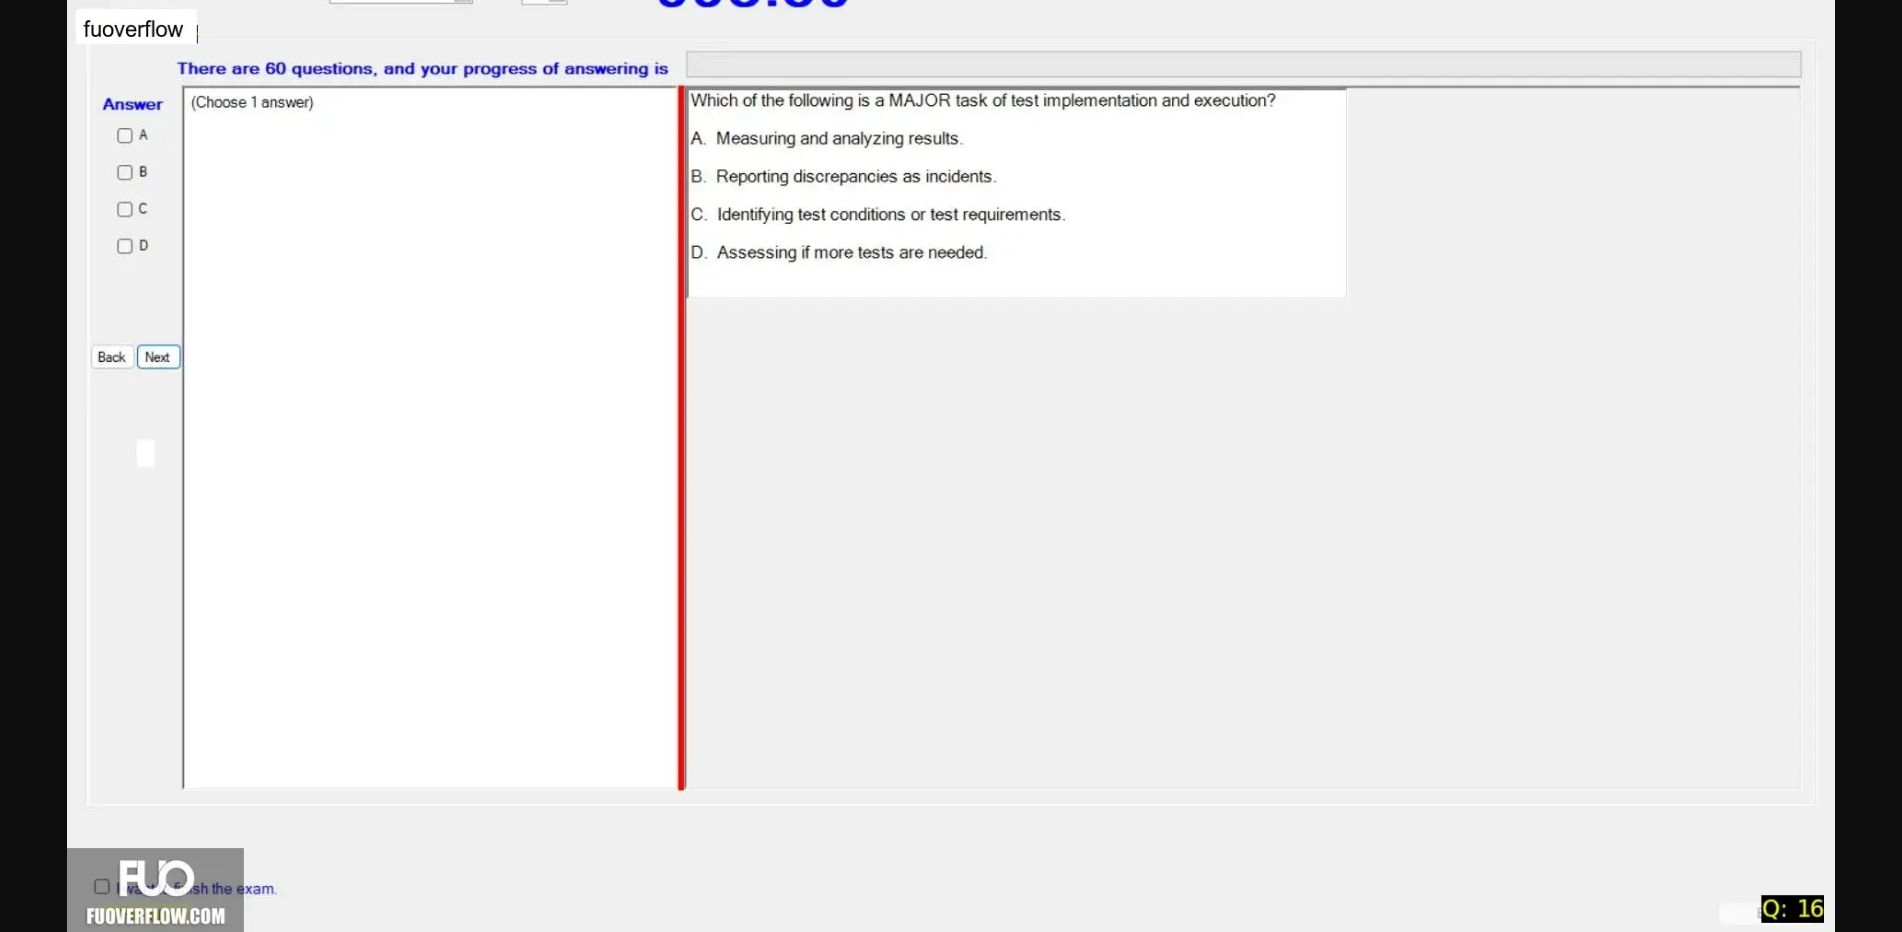 fuoverflow
There are 60 questions, and your progress of answering is
Answer
(Choose 1 answer)
A
B
C
D
Back Next
Which of the following is a MAJOR task of test implementation and execution?
A. Measuring and analyzing results.
B. Reporting discrepancies as incidents.
C. Identifying test conditions or test requirements.
D. Assessing if more tests are needed.
FUO
the exam.
FUOVERFLOW.COM
Q: 16